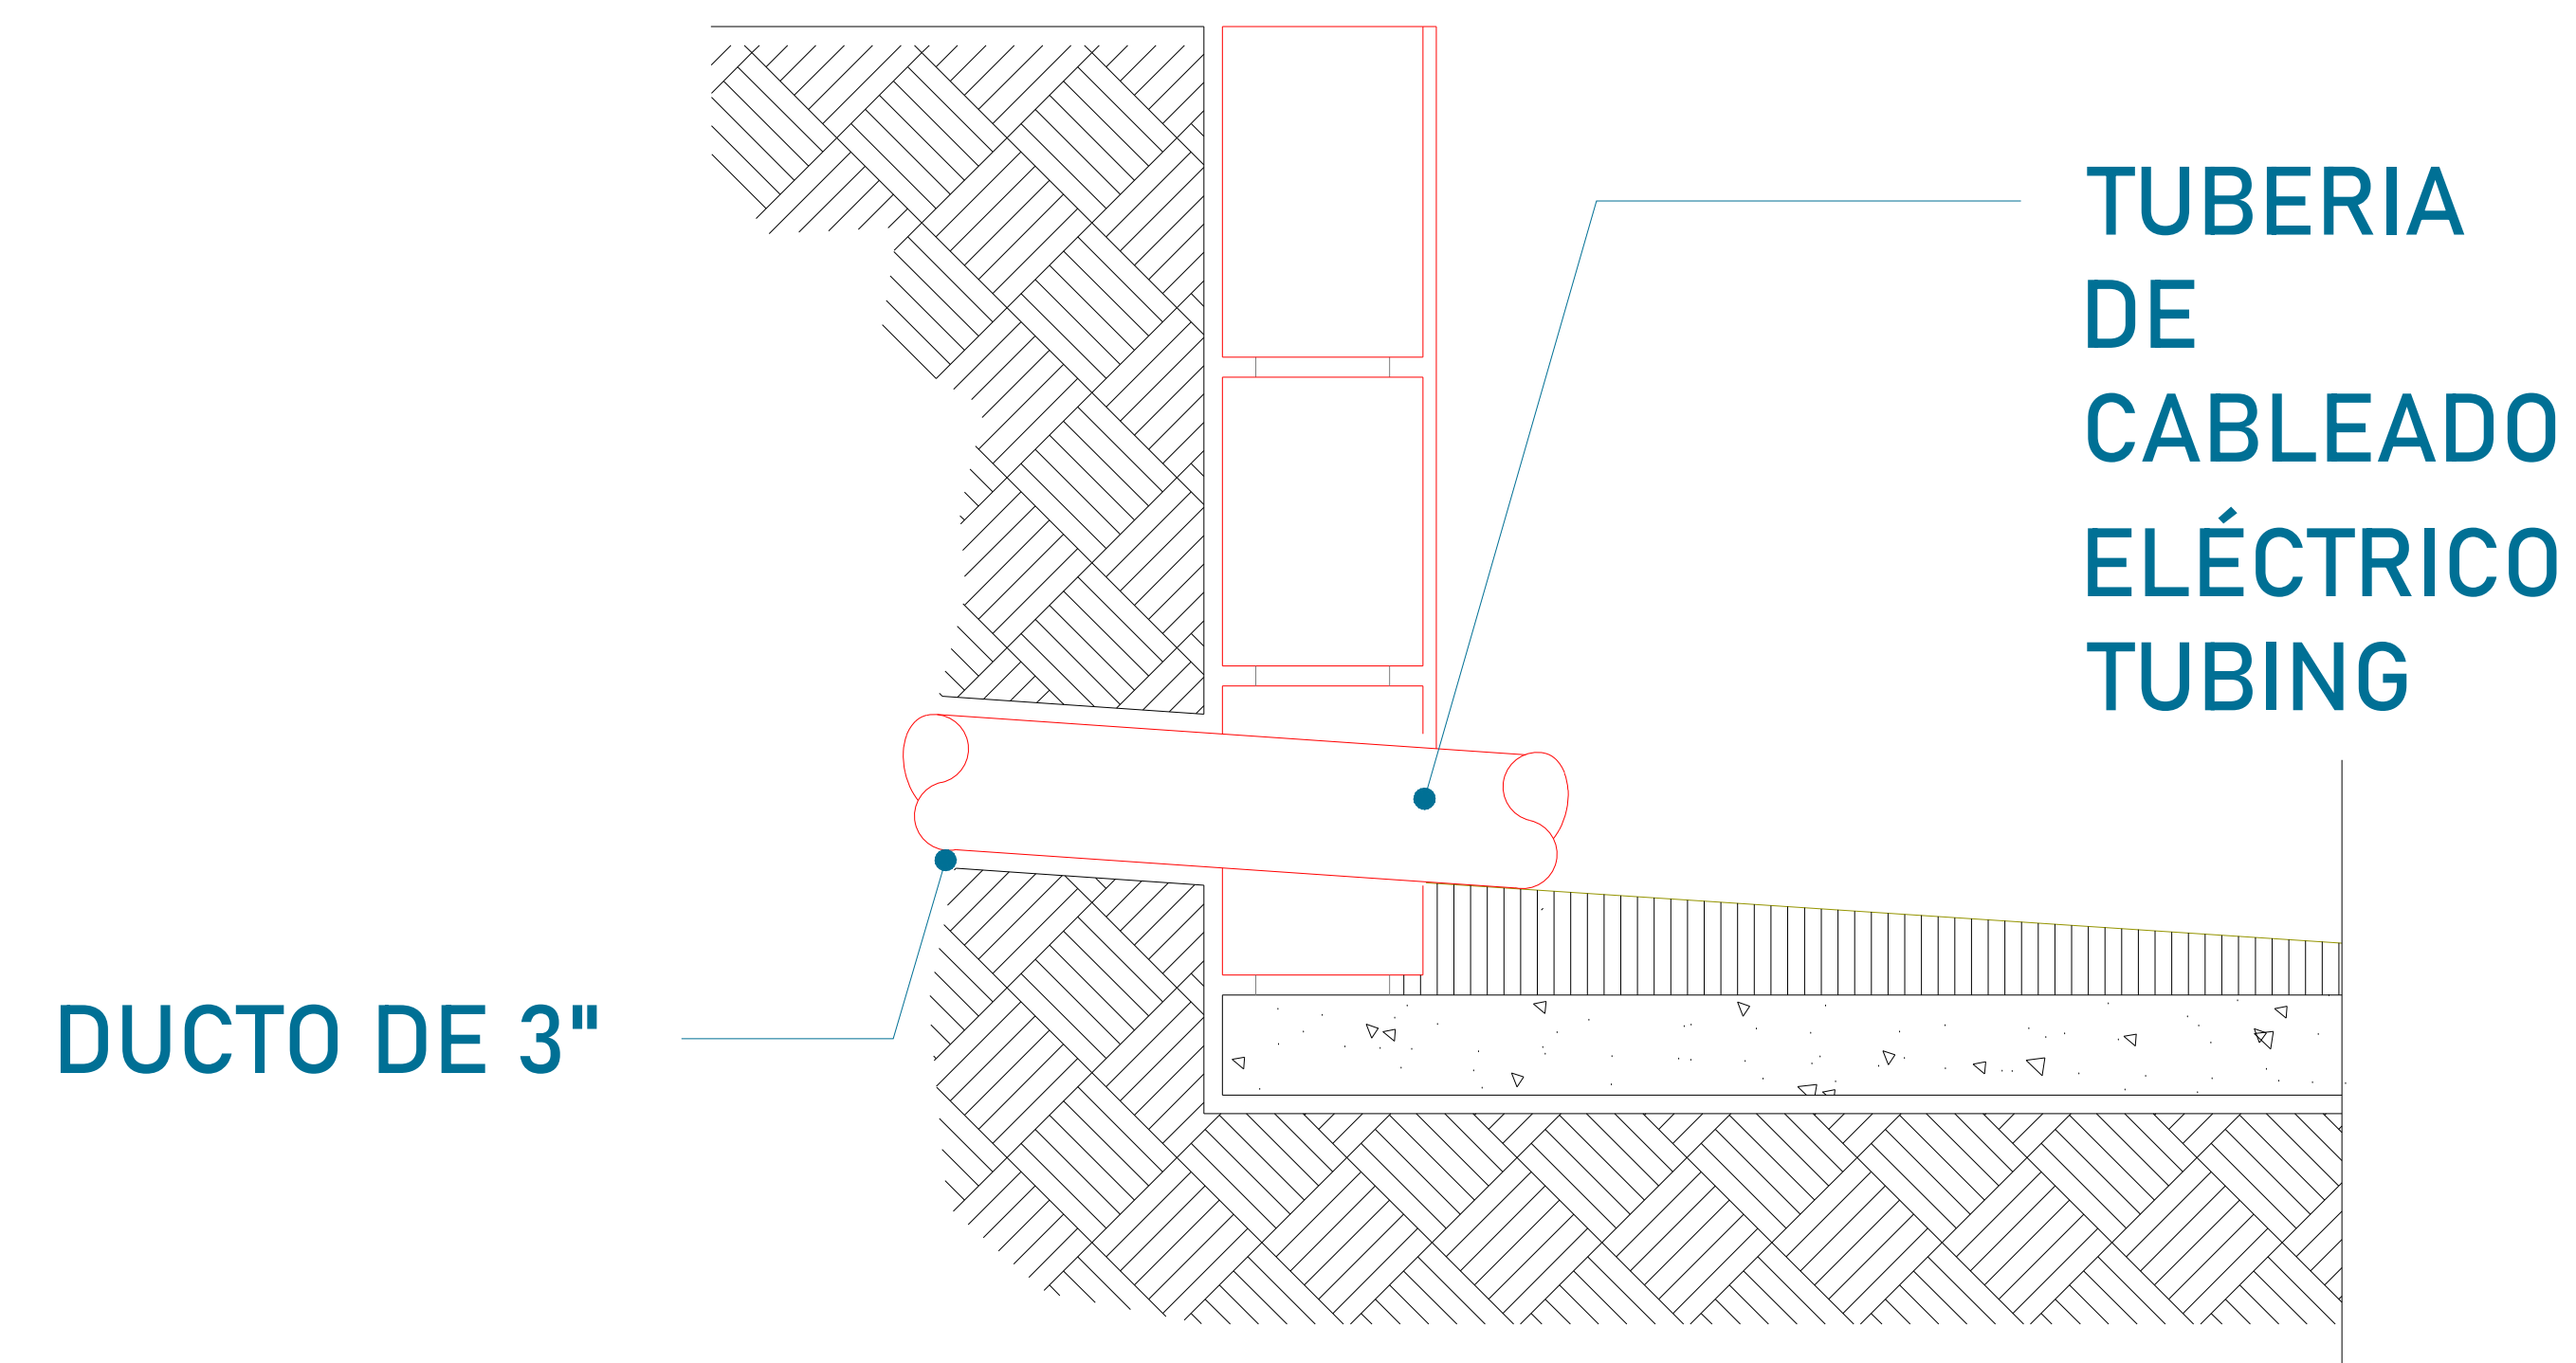 TUBERIA
DE
CABLEADO
ELÉCTRICO
TUBING
DUCTO DE 3"